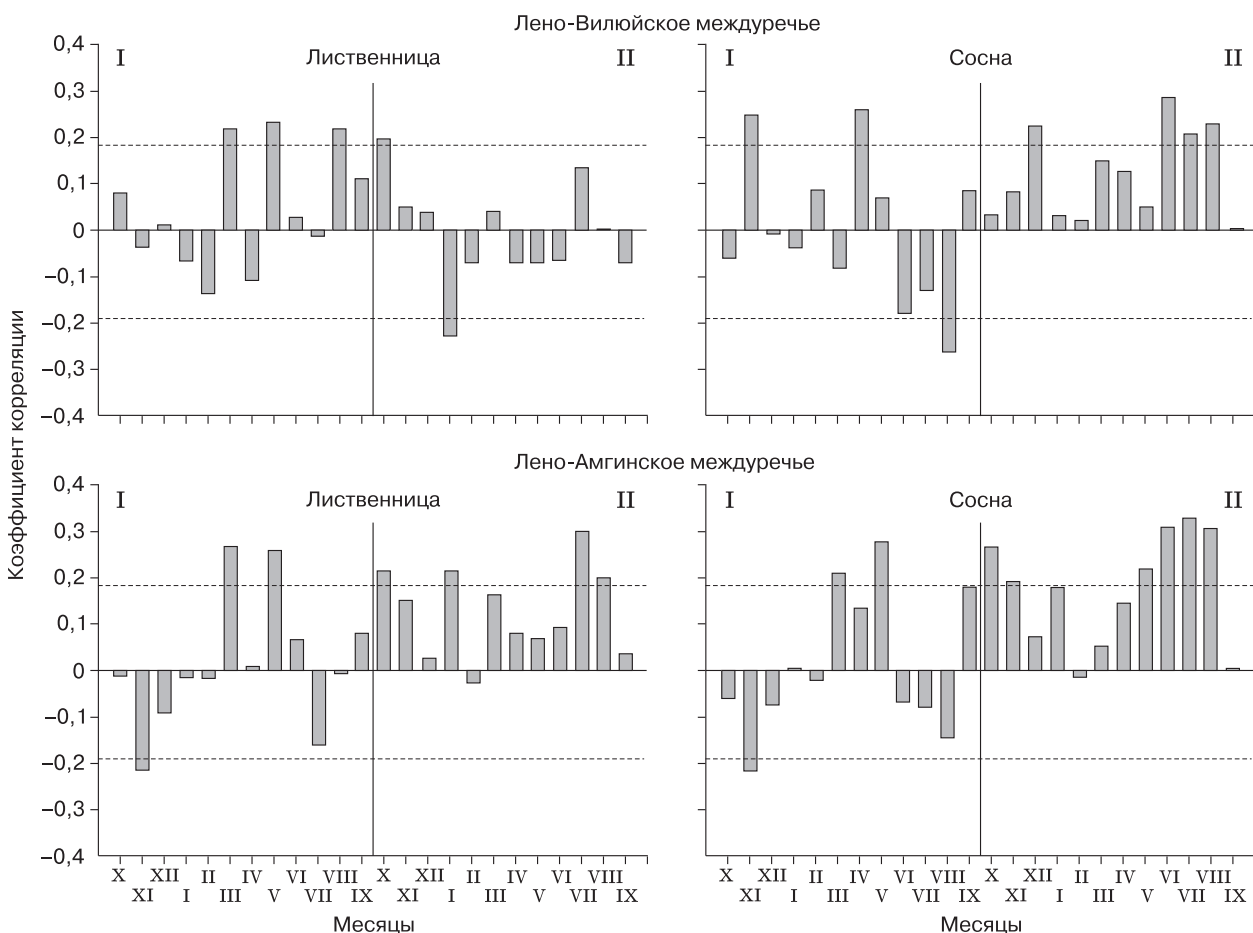 Лено-Вилюйское междуречье
I Лиственница II
I Сосна II
0,4
0,3
0,2
0,1
0
–0,1
–0,2
–0,3
–0,4
Коэффициент корреляции
Лено-Амгинское междуречье
I Лиственница II
I Сосна II
0,4
0,3
0,2
0,1
0
–0,1
–0,2
–0,3
–0,4
X XII II IV VI VIII X XII II IV VI VIII
XI I III V VII IX XI I III V VII IX
X XII II IV VI VIII X XII II IV VI VIII
XI I III V VII IX XI I III V VII IX
Месяцы
Месяцы